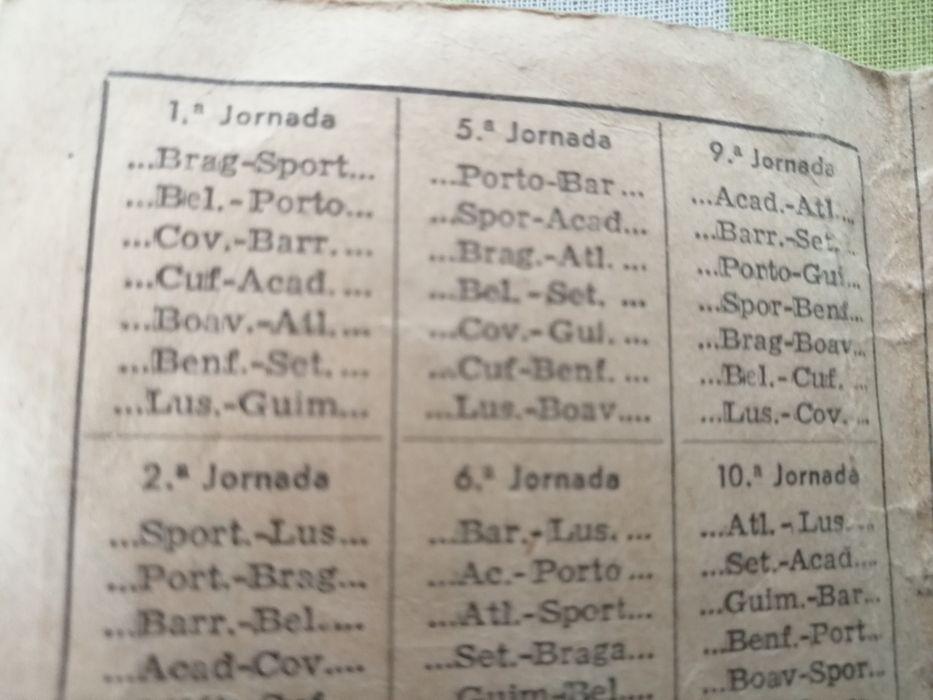 1.ª Jornada
...Brag-Sport...
...Bel.-Porto...
...Cov.-Barr....
...Cuf-Acad. ...
...Boav.-Atl. ...
...Benf.-Set. ...
...Lus.-Guim...
2.ª Jornada
...Sport.-Lus...
...Port.-Brag...
...Barr.-Bel....
...Acad-Cov....
5.ª Jornada
...Porto-Bar ...
...Spor-Acad...
...Brag.-Atl. ...
...Bel. - Set. ...
...Cov.-Gui. ...
...Cuf-Benf. ...
...Lus.-Boav....
6.ª Jornada
...Bar.-Lus. ...
...Ac.- Porto ...
...Atl.-Sport...
...Set.-Braga...
...Guim-Bel....
9.ª Jornada
...Acad.-Atl...
...Barr.-Set. ..
...Porto-Gui...
...Spor-Benf...
...Brag-Boav...
...Bel.- Cuf. ...
...Lus.-Cov. ...
10.ª Jornada
...Atl. - Lus....
...Set.-Acad....
...Guim.-Bar...
...Benf.-Port..
...Boav-Spor...